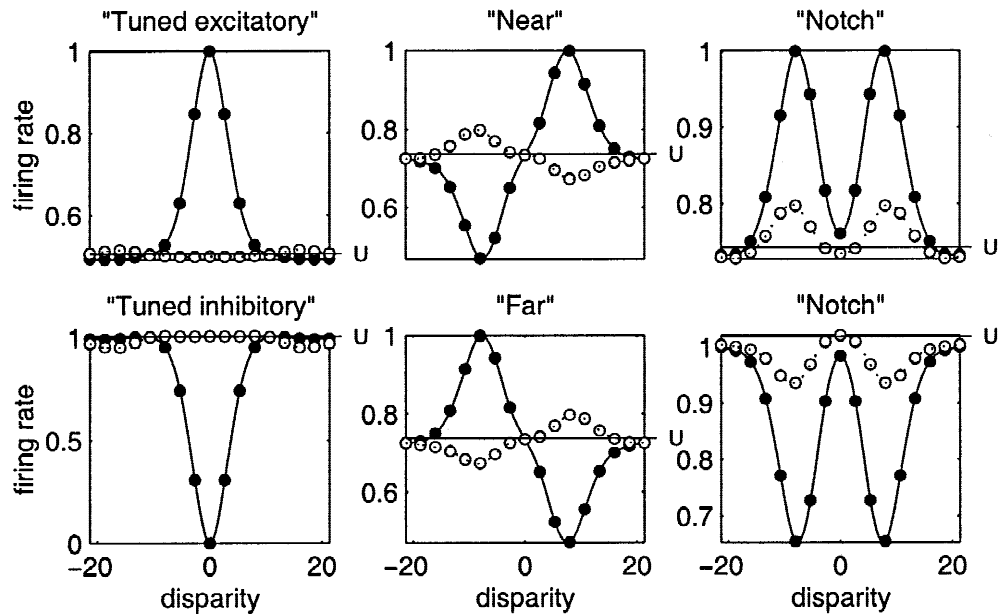 "Tuned excitatory"
"Near"
"Notch"
firing rate
1
0.8
0.6
U
1
0.8
0.6
U
1
0.9
0.8
U
"Tuned inhibitory"
"Far"
"Notch"
firing rate
1
0.5
0
U
1
0.8
0.6
U
1
0.9
0.8
0.7
U
−20 0 20
−20 0 20
−20 0 20
disparity
disparity
disparity